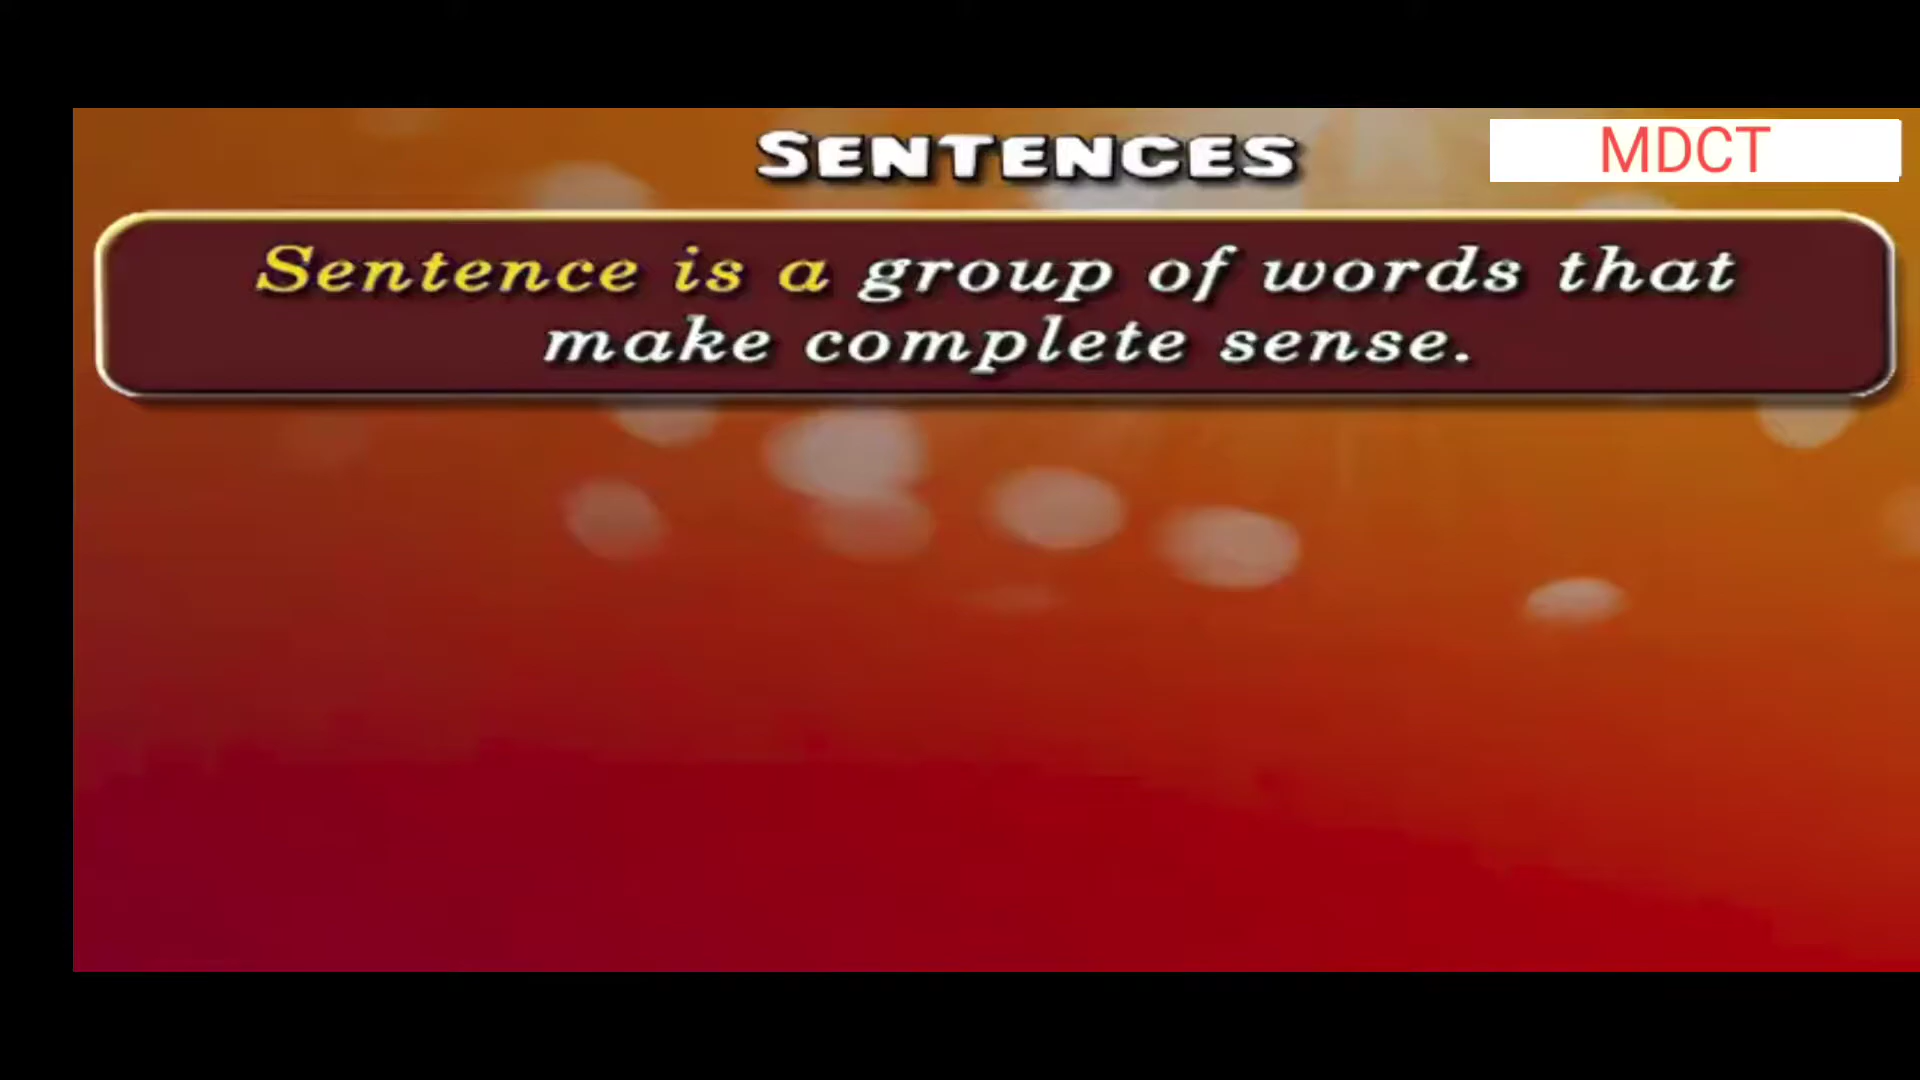 SENTENCES
MDCT
Sentence is a group of words that
make complete sense.